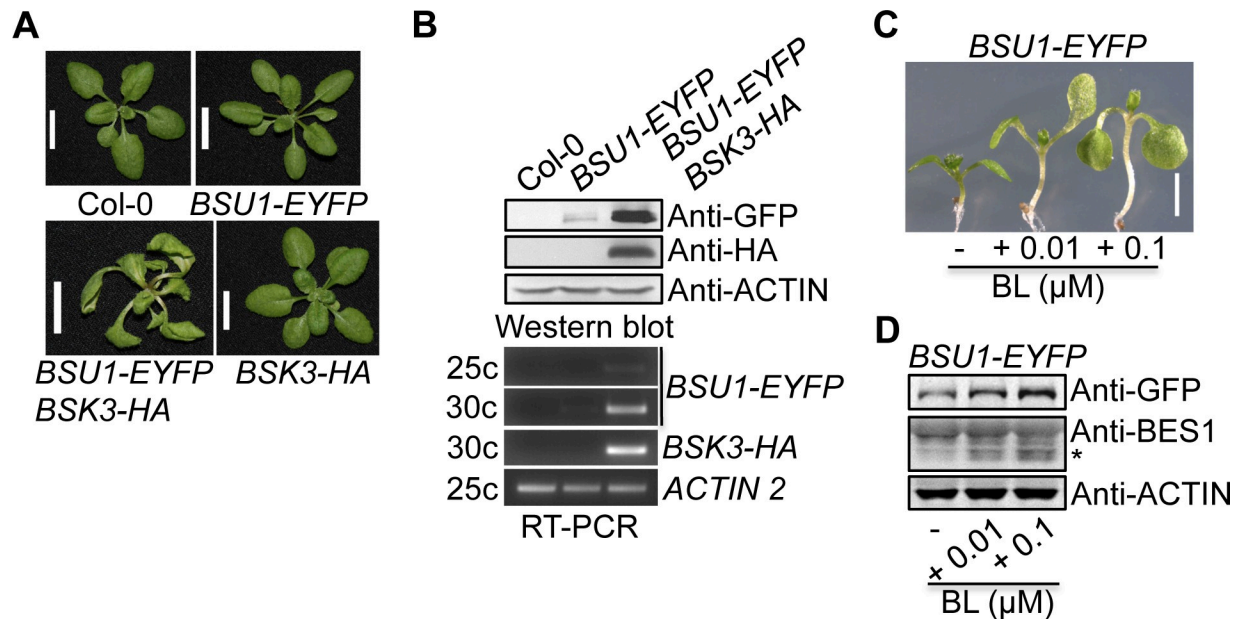 A
Col-0
BSU1-EYFP
BSU1-EYFP
BSK3-HA
BSK3-HA
B
Col-0
BSU1-EYFP
BSU1-EYFP
BSK3-HA
Anti-GFP
Anti-HA
Anti-ACTIN
Western blot
25c
30c
BSU1-EYFP
30c
BSK3-HA
25c
ACTIN 2
RT-PCR
C
BSU1-EYFP
- + 0.01 + 0.1
BL (µM)
D
BSU1-EYFP
Anti-GFP
Anti-BES1
*
Anti-ACTIN
-
+ 0.01
+ 0.1
BL (µM)